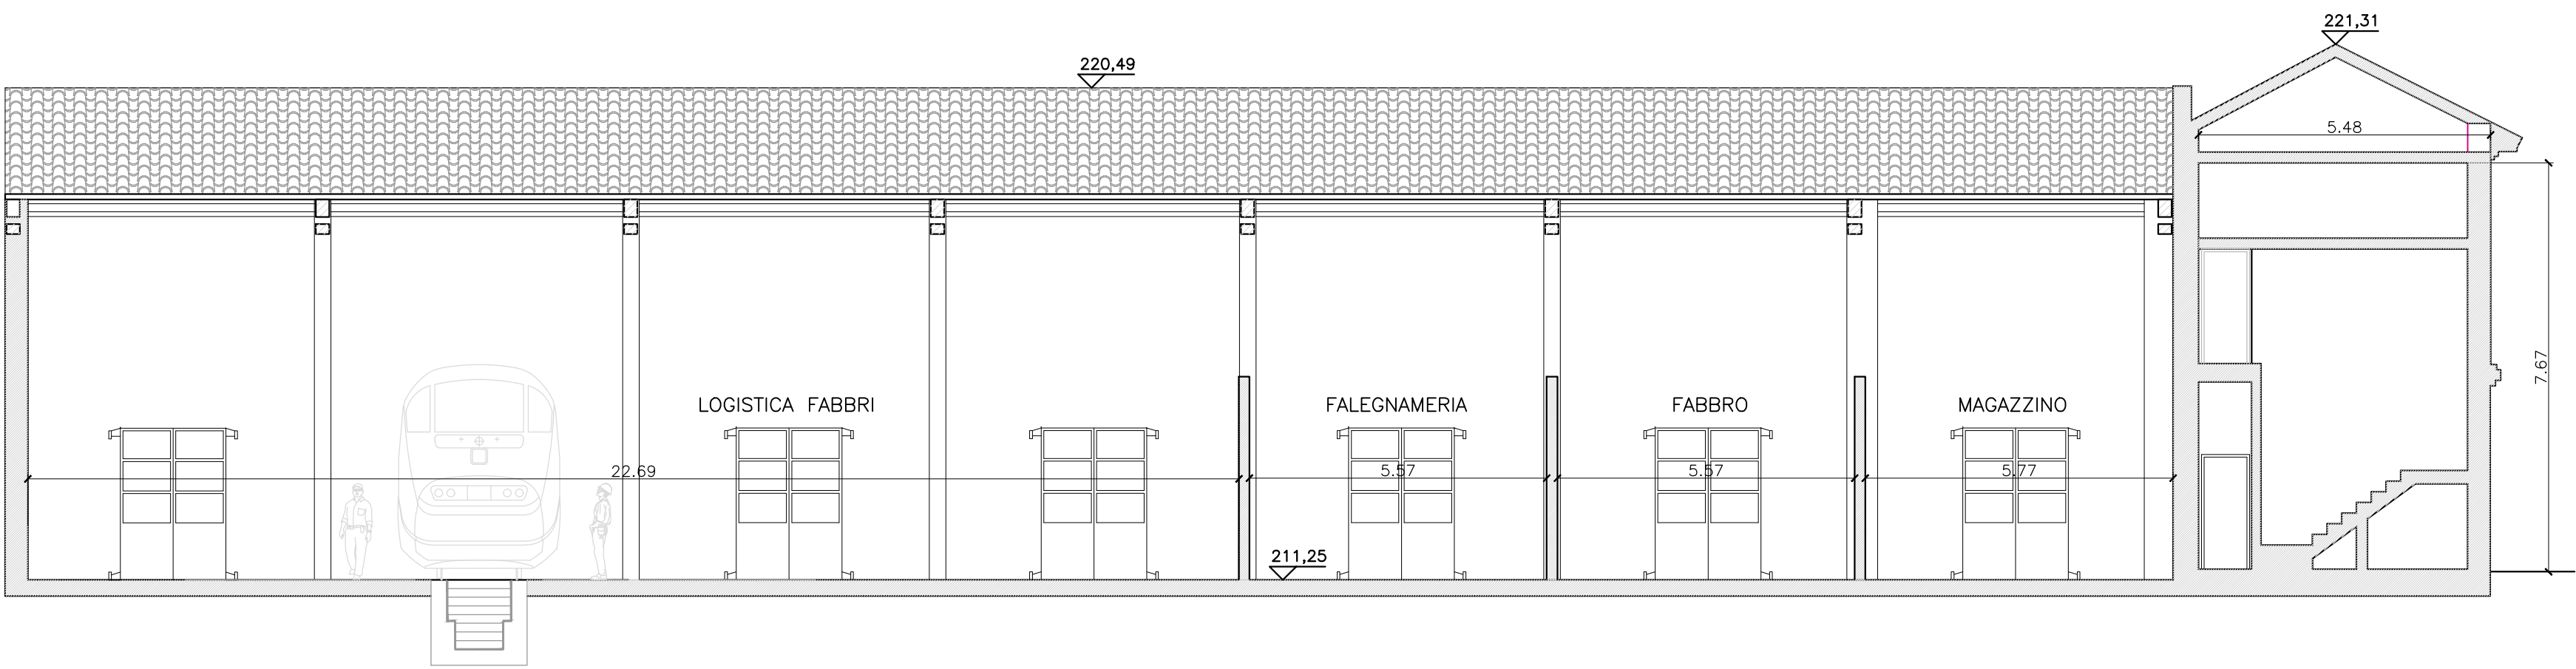 221,31
220,49
5.48
7.67
LOGISTICA FABBRI
FALEGNAMERIA
FABBRO
MAGAZZINO
22.69
5.57
5.57
5.77
211,25